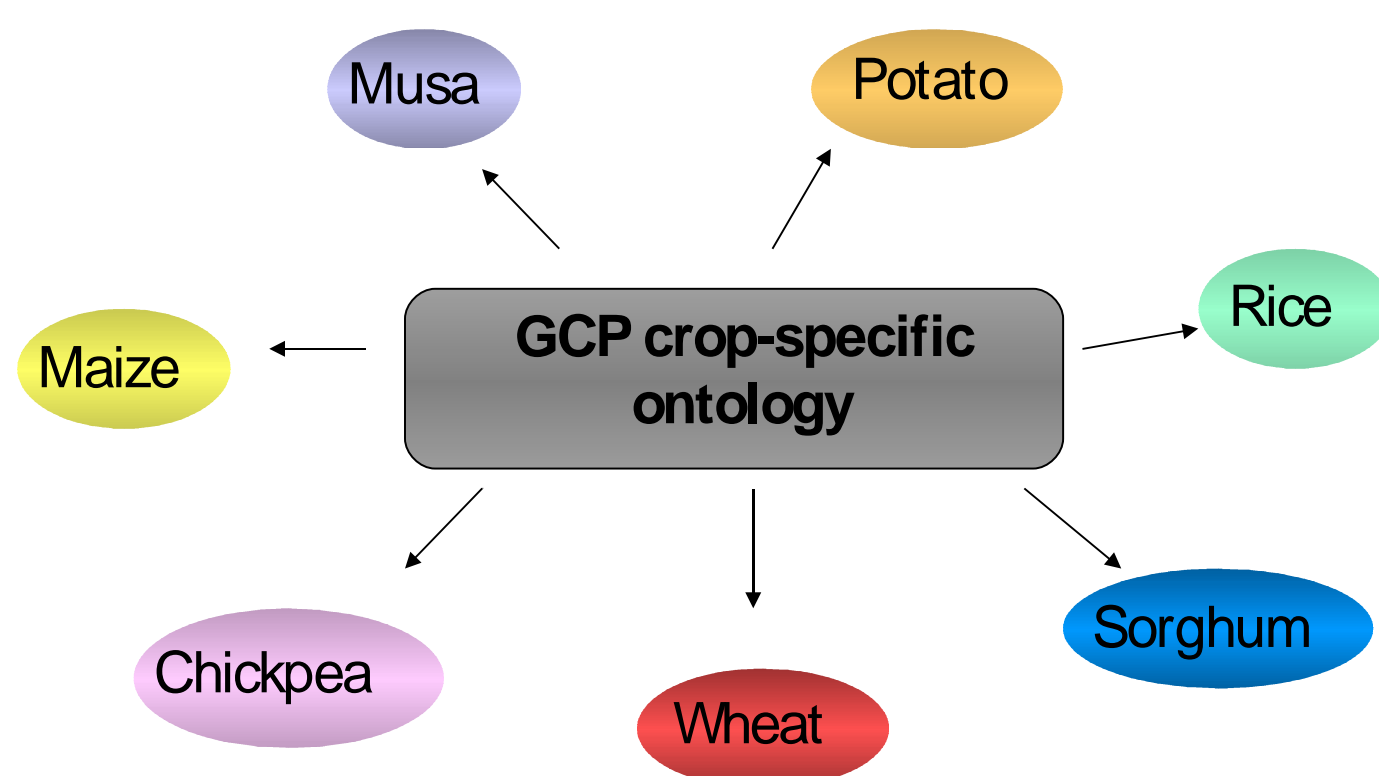 Musa
Potato
Rice
GCP crop-specific
ontology
Maize
Sorghum
Chickpea
Wheat